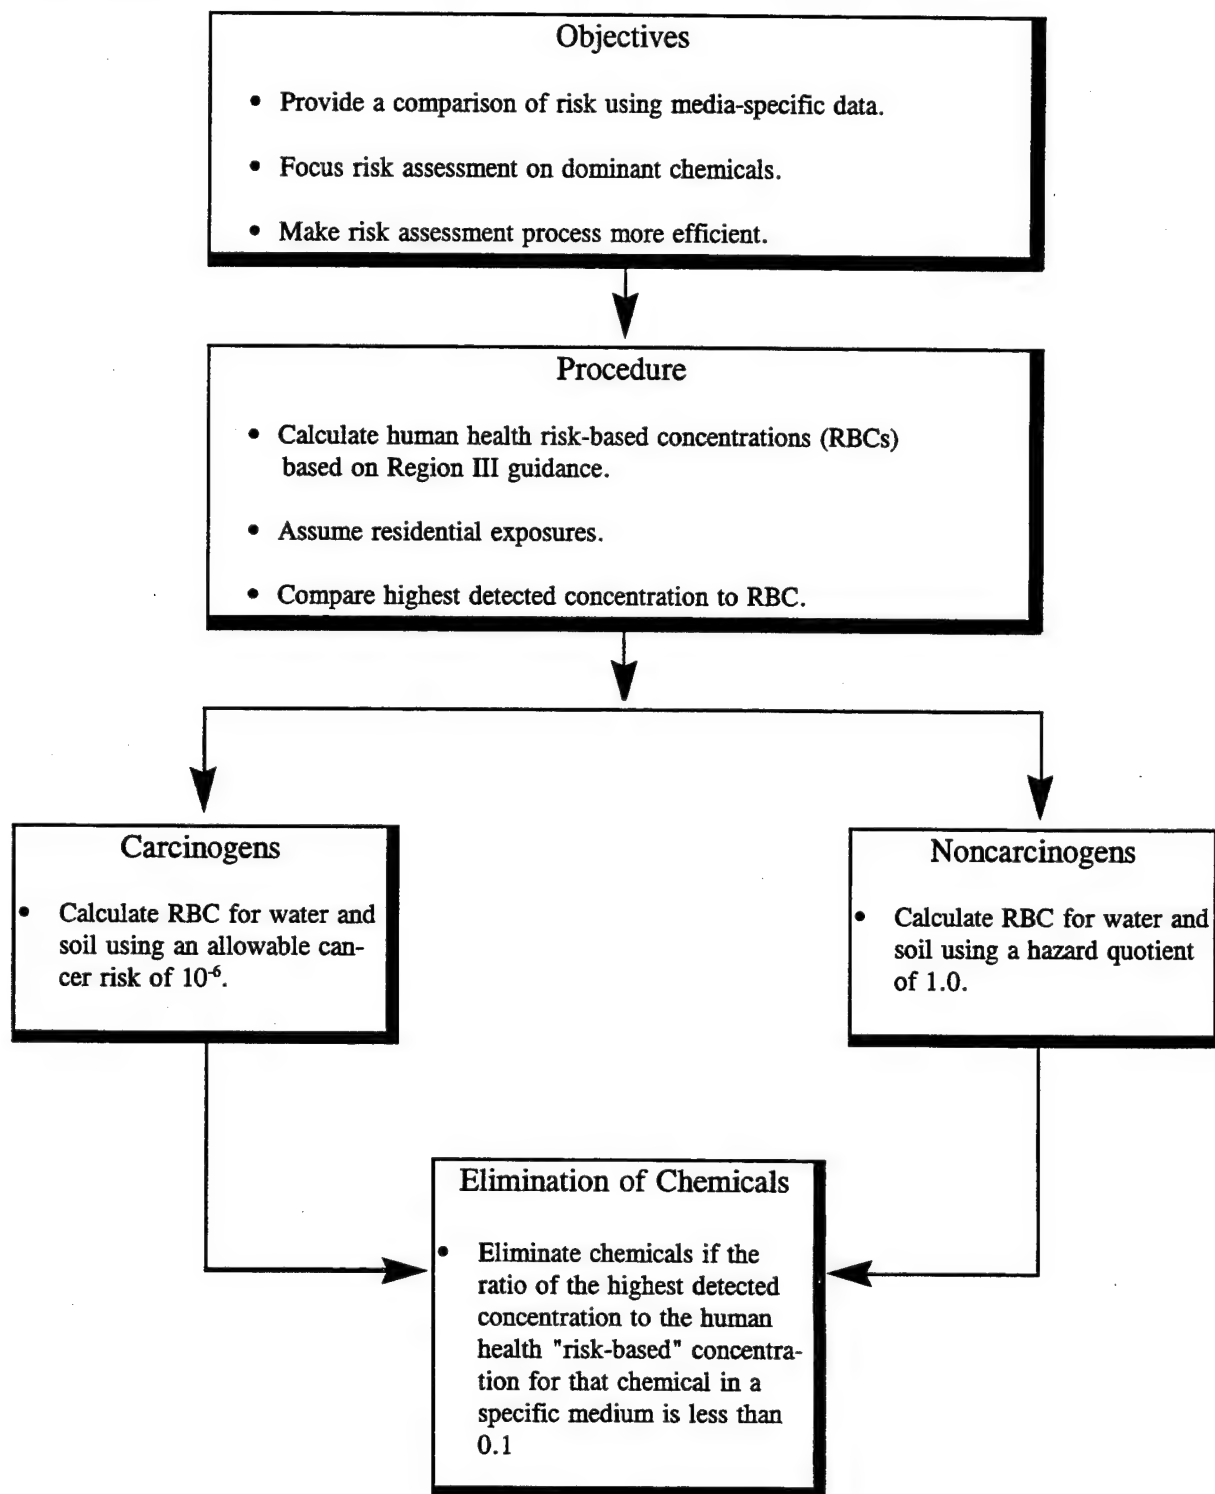 Objectives
• Provide a comparison of risk using media-specific data.
• Focus risk assessment on dominant chemicals.
• Make risk assessment process more efficient.
Procedure
• Calculate human health risk-based concentrations (RBCs)
based on Region III guidance.
• Assume residential exposures.
• Compare highest detected concentration to RBC.
Carcinogens
• Calculate RBC for water and
soil using an allowable can-
cer risk of 10⁻⁶.
Noncarcinogens
• Calculate RBC for water and
soil using a hazard quotient
of 1.0.
Elimination of Chemicals
• Eliminate chemicals if the
ratio of the highest detected
concentration to the human
health "risk-based" concentra-
tion for that chemical in a
specific medium is less than
0.1